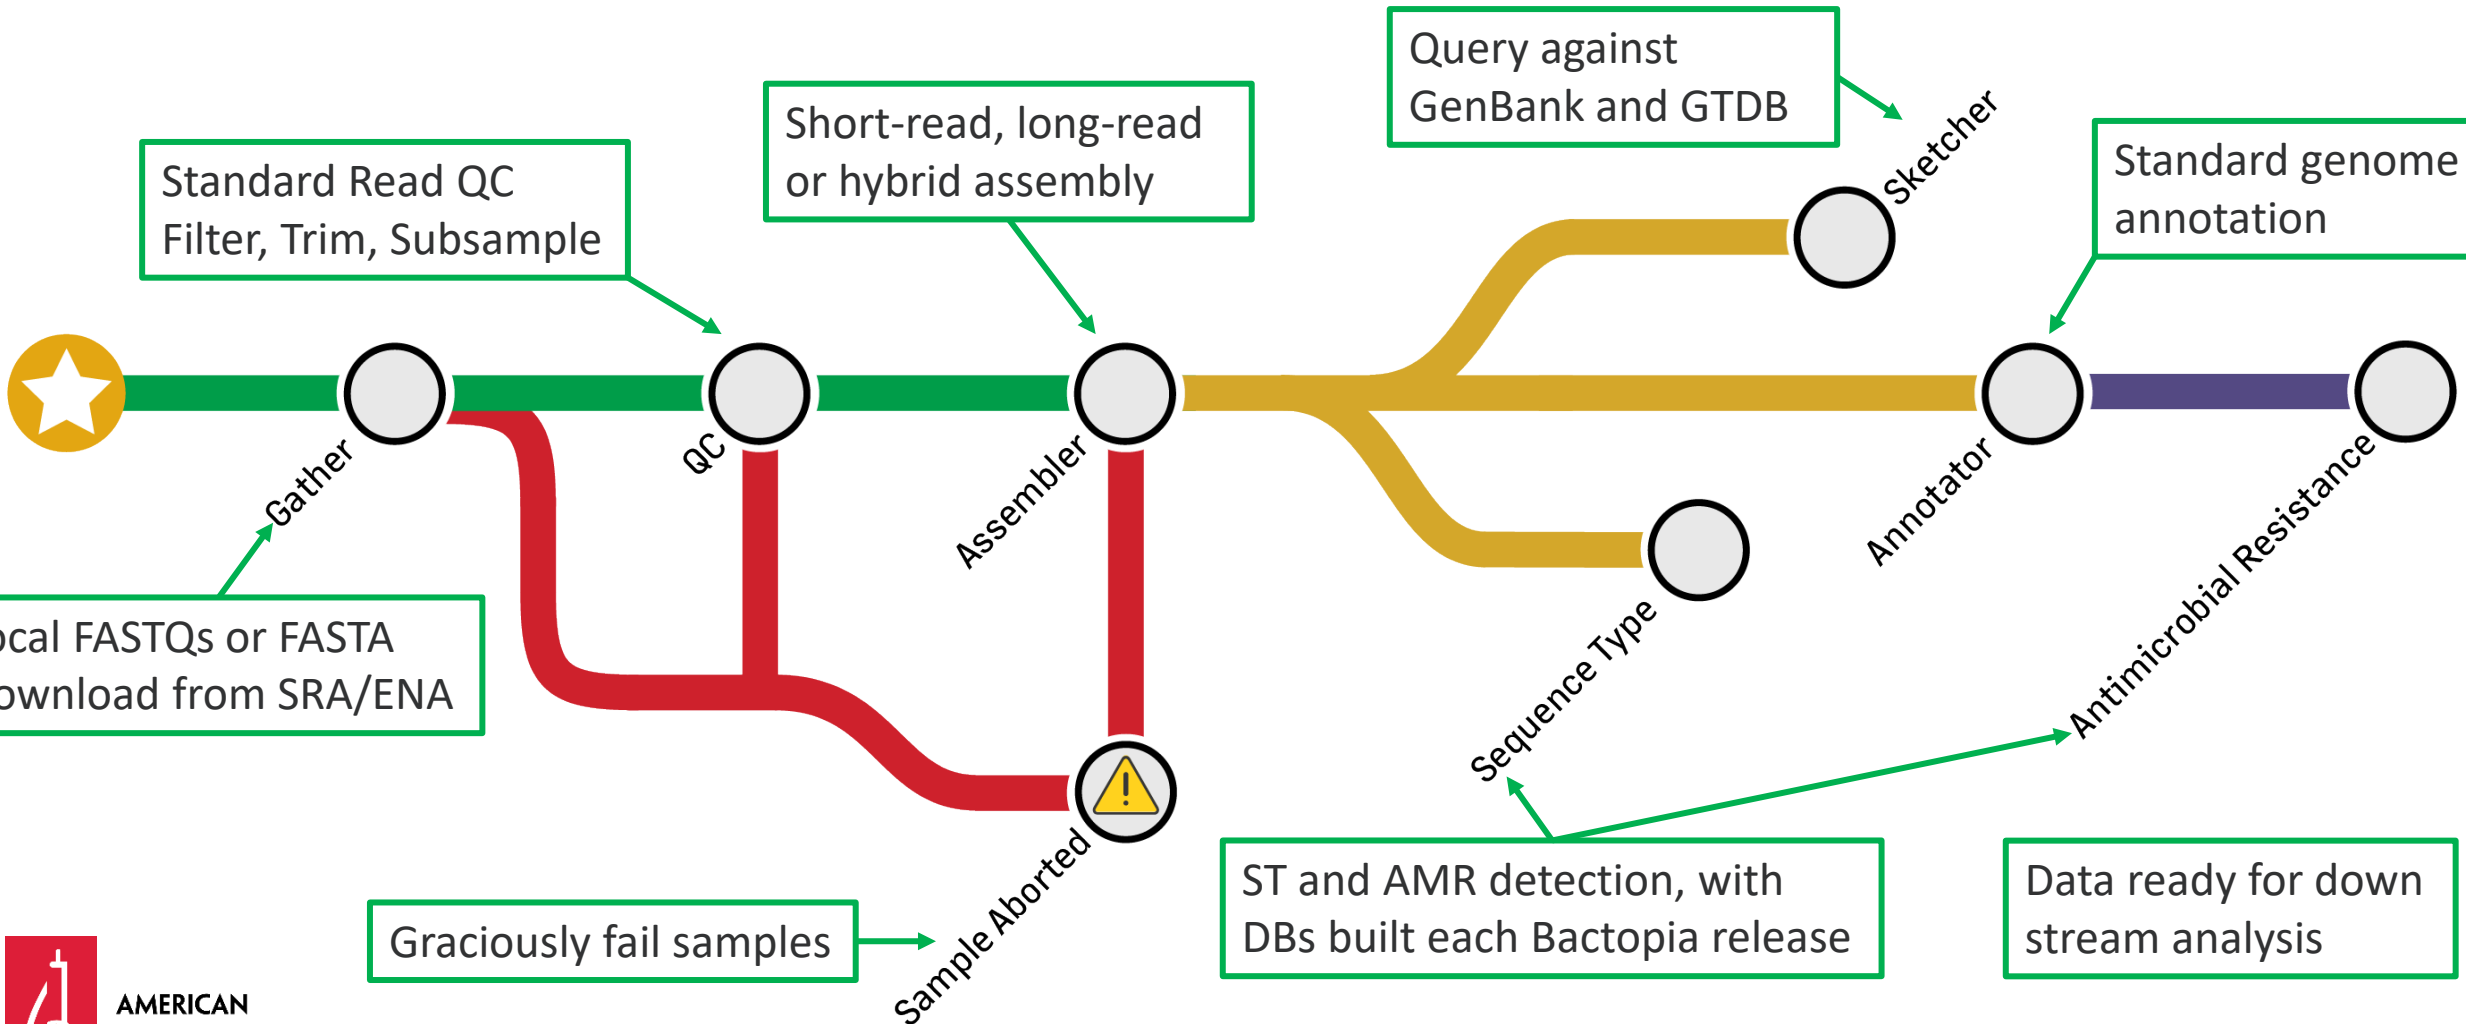 Query against
GenBank and GTDB
Short-read, long-read
or hybrid assembly
Standard Read QC
Filter, Trim, Subsample
Standard genome
annotation
Sketcher
Gather
QC
Assembler
Annotator
Antimicrobial Resistance
Sequence Type
FASTQs or FASTA
from SRA/ENA
Sample Aborted
Graciously fail samples
ST and AMR detection, with
DBs built each Bactopia release
Data ready for down
stream analysis
AMERICAN